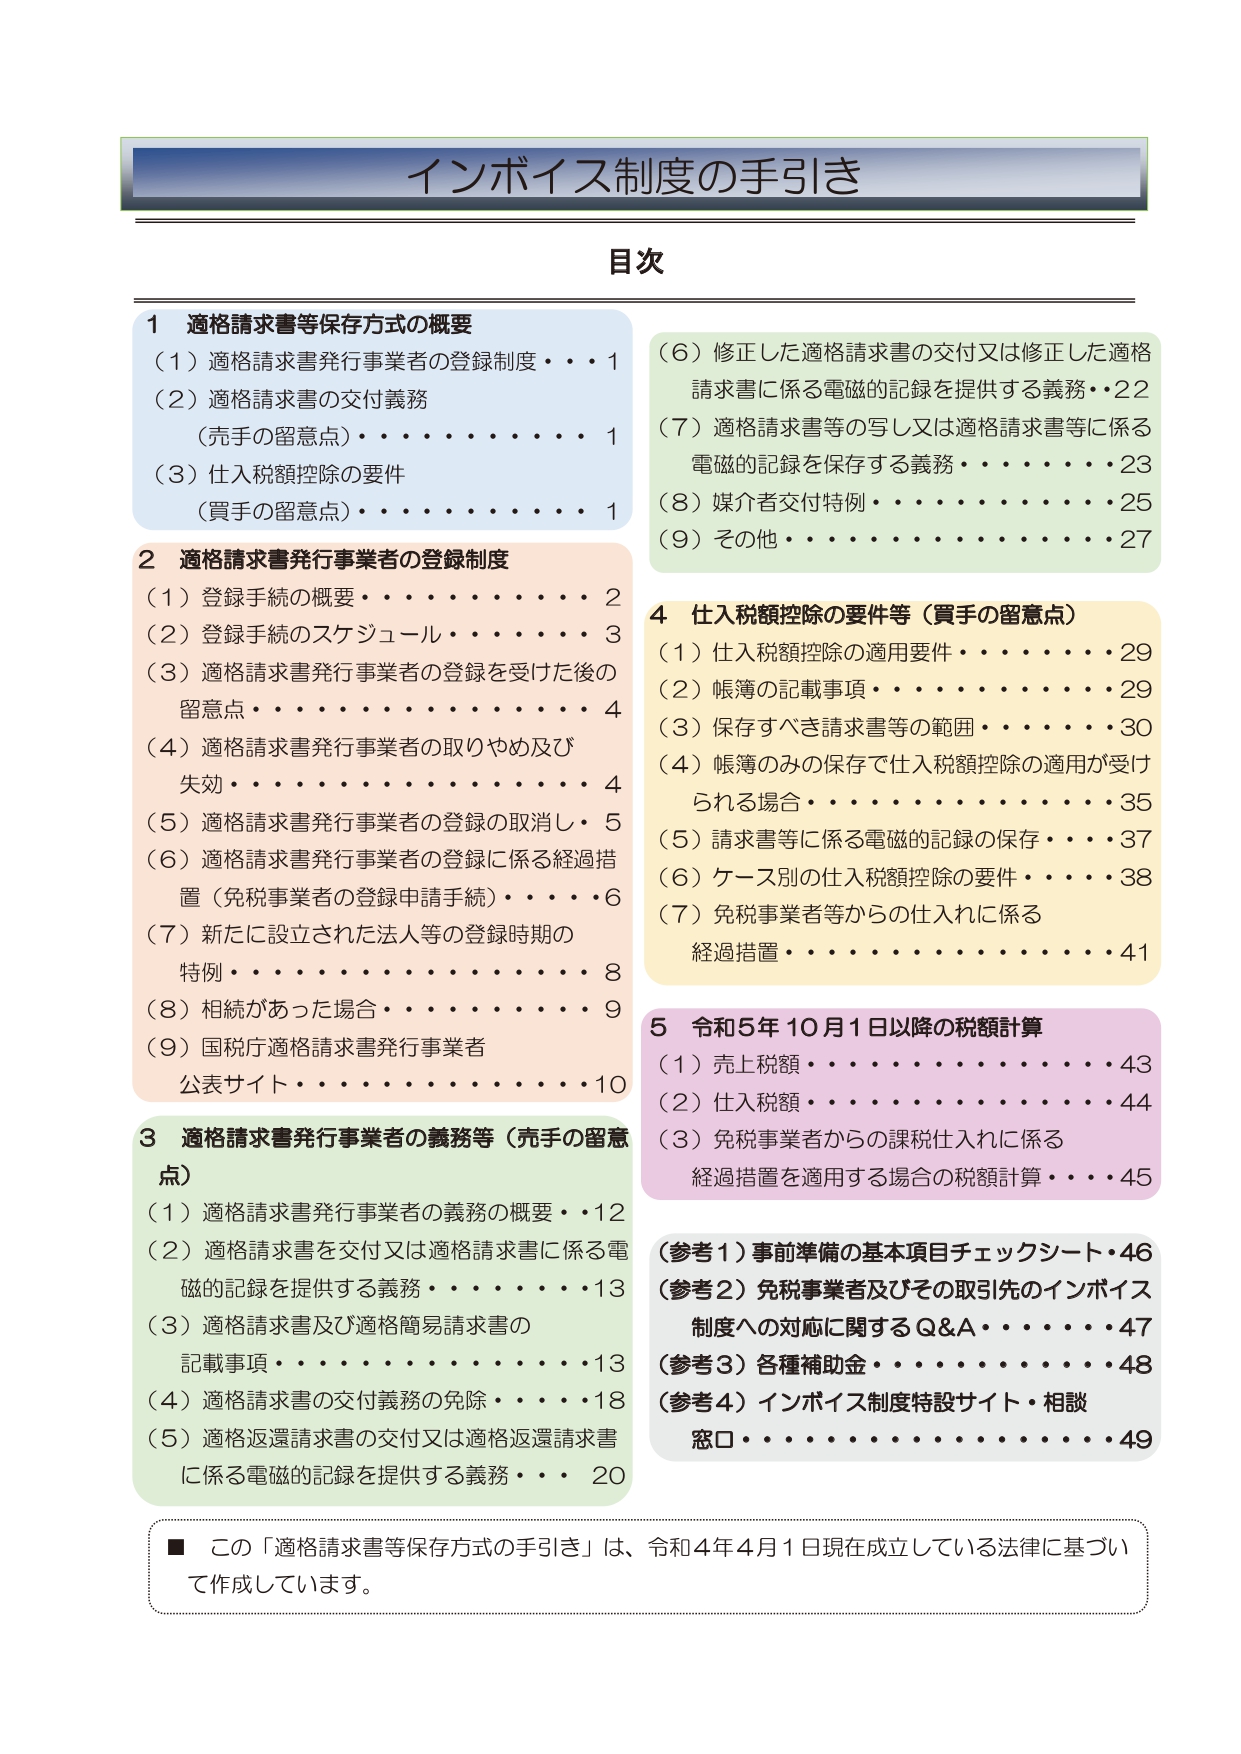 インボイス制度の手引き
目次
1　適格請求書等保存方式の概要
（１）適格請求書発行事業者の登録制度・・・１
（２）適格請求書の交付義務
（売手の留意点）・・・・・・・・・・・　１
（３）仕入税額控除の要件
（買手の留意点）・・・・・・・・・・・　１
２　適格請求書発行事業者の登録制度
（１）登録手続の概要・・・・・・・・・・・　２
（２）登録手続のスケジュール・・・・・・・　３
（３）適格請求書発行事業者の登録を受けた後の
留意点・・・・・・・・・・・・・・・・　４
（４）適格請求書発行事業者の取りやめ及び
失効・・・・・・・・・・・・・・・・・　４
（５）適格請求書発行事業者の登録の取消し・　５
（６）適格請求書発行事業者の登録に係る経過措
置（免税事業者の登録申請手続）・・・・・６
（７）新たに設立された法人等の登録時期の
特例・・・・・・・・・・・・・・・・・　８
（８）相続があった場合・・・・・・・・・・　９
（９）国税庁適格請求書発行事業者
公表サイト・・・・・・・・・・・・・・10
３　適格請求書発行事業者の義務等（売手の留意
点）
（１）適格請求書発行事業者の義務の概要・・12
（２）適格請求書を交付又は適格請求書に係る電
磁的記録を提供する義務・・・・・・・・13
（３）適格請求書及び適格簡易請求書の
記載事項・・・・・・・・・・・・・・・13
（４）適格請求書の交付義務の免除・・・・・18
（５）適格返還請求書の交付又は適格返還請求書
に係る電磁的記録を提供する義務・・・　20
（６）修正した適格請求書の交付又は修正した適格
請求書に係る電磁的記録を提供する義務・・22
（７）適格請求書等の写し又は適格請求書等に係る
電磁的記録を保存する義務・・・・・・・・23
（８）媒介者交付特例・・・・・・・・・・・・25
（９）その他・・・・・・・・・・・・・・・・27
４　仕入税額控除の要件等（買手の留意点）
（１）仕入税額控除の適用要件・・・・・・・・29
（２）帳簿の記載事項・・・・・・・・・・・・29
（３）保存すべき請求書等の範囲・・・・・・・30
（４）帳簿のみの保存で仕入税額控除の適用が受け
られる場合・・・・・・・・・・・・・・・35
（５）請求書等に係る電磁的記録の保存・・・・37
（６）ケース別の仕入税額控除の要件・・・・・38
（７）免税事業者等からの仕入れに係る
経過措置・・・・・・・・・・・・・・・・41
５　令和５年 10 月１日以降の税額計算
（１）売上税額・・・・・・・・・・・・・・・43
（２）仕入税額・・・・・・・・・・・・・・・44
（３）免税事業者からの課税仕入れに係る
経過措置を適用する場合の税額計算・・・・45
（参考１）事前準備の基本項目チェックシート・46
（参考２）免税事業者及びその取引先のインボイス
制度への対応に関するＱ&Ａ・・・・・・・47
（参考３）各種補助金・・・・・・・・・・・・48
（参考４）インボイス制度特設サイト・相談
窓口・・・・・・・・・・・・・・・・・・49
■　この「適格請求書等保存方式の手引き」は、令和４年４月１日現在成立している法律に基づい
て作成しています。